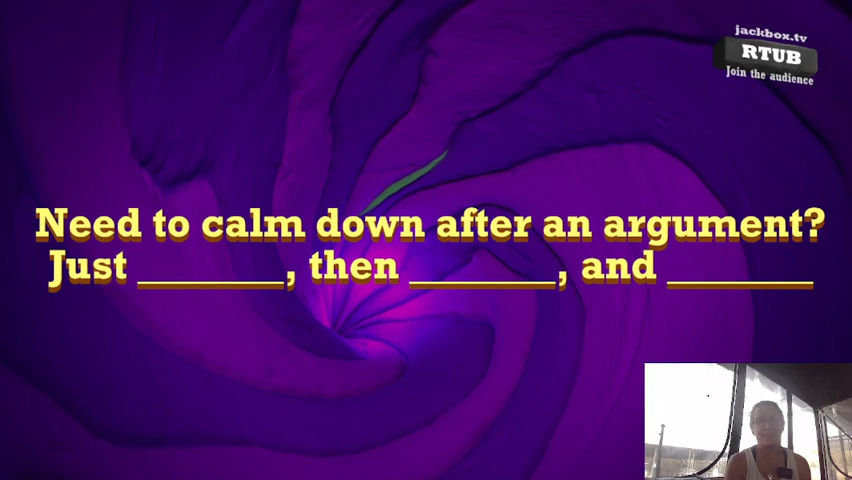 jackbox.tv
RTUB
Join the audience
Need to calm down after an argument?
Just ________, then ________, and ________